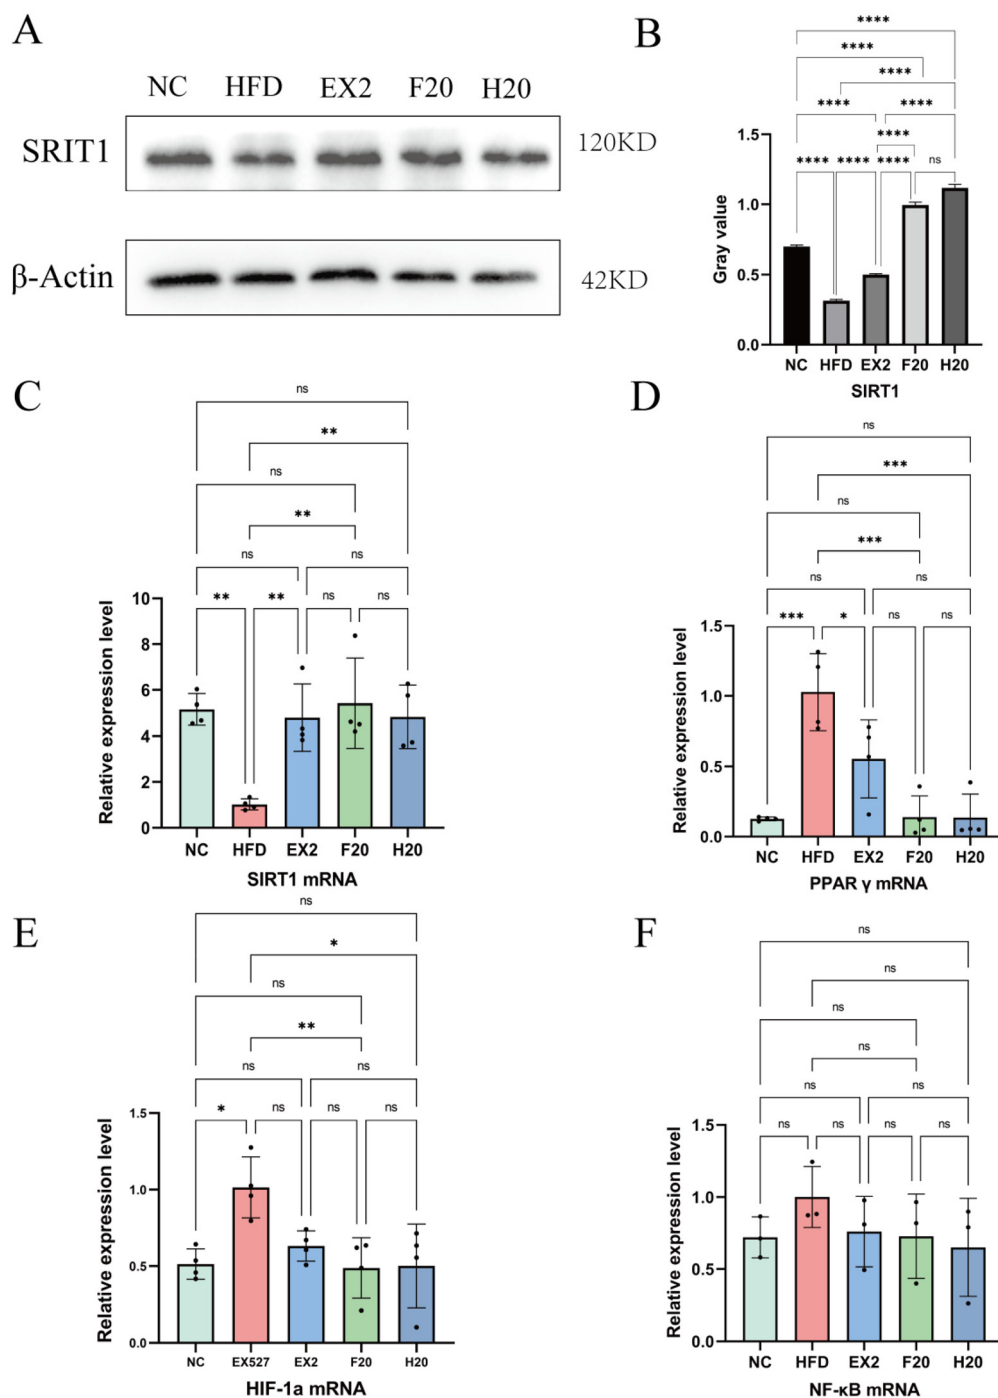 A
NC HFD EX2 F20 H20
SRIT1
120KD
β-Actin
42KD
B
****
****
****
**** ****
****
**** **** **** ns
Gray value
1.5
1.0
0.5
0.0
NC HFD EX2 F20 H20
SIRT1
C
ns
**
ns
**
ns ns
** ** ns ns
Relative expression level
10
8
6
4
2
0
NC HFD EX2 F20 H20
SIRT1 mRNA
D
ns
***
ns
***
ns ns
*** * ns ns
Relative expression level
1.5
1.0
0.5
0.0
NC HFD EX2 F20 H20
PPAR γ mRNA
E
ns
*
ns
**
ns ns
* ns ns ns
Relative expression level
1.5
1.0
0.5
0.0
NC EX527 EX2 F20 H20
HIF-1a mRNA
F
ns
ns
ns
ns
ns ns
ns ns ns ns
Relative expression level
1.5
1.0
0.5
0.0
NC HFD EX2 F20 H20
NF-κB mRNA